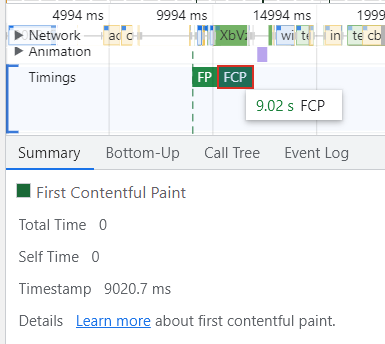 4994 ms 9994 ms 14994 ms 1999
Network XbVz wi te in te cb
Animation
Timings FP FCP
9.02 s FCP
Summary Bottom-Up Call Tree Event Log
First Contentful Paint
Total Time 0
Self Time 0
Timestamp 9020.7 ms
Details Learn more about first contentful paint.